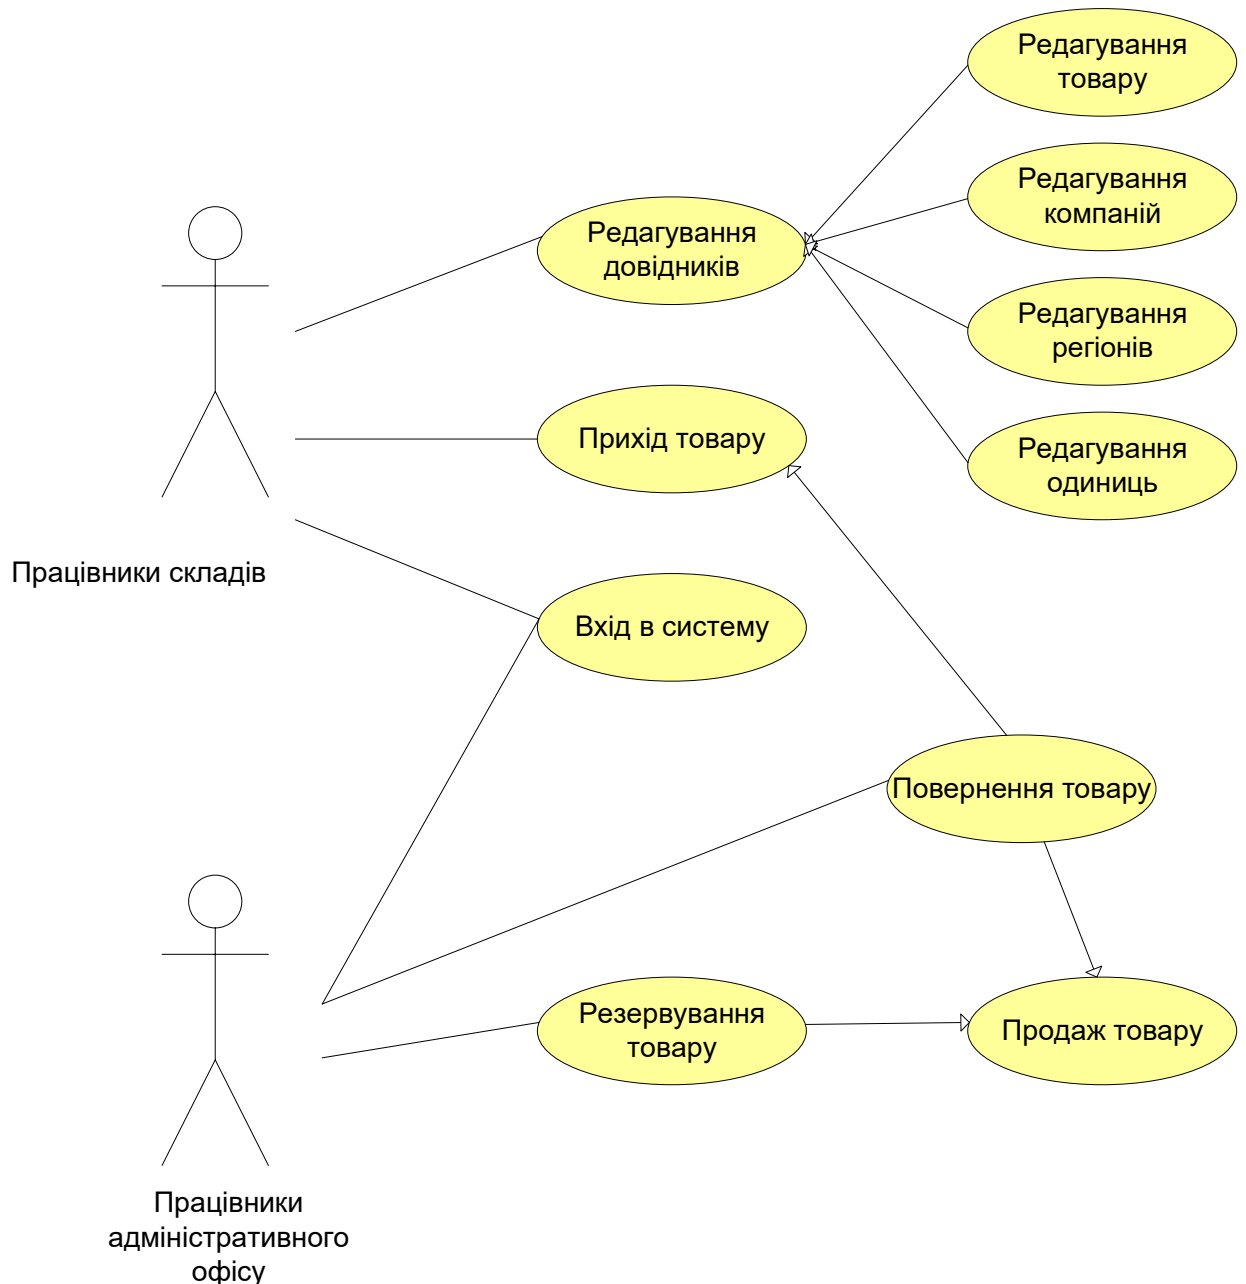 Редагування
товару
Редагування
компаній
Редагування
довідників
Редагування
регіонів
Прихід товару
Редагування
одиниць
Працівники складів
Вхід в систему
Повернення товару
Резервування
товару
Продаж товару
Працівники
адміністративного
офісу